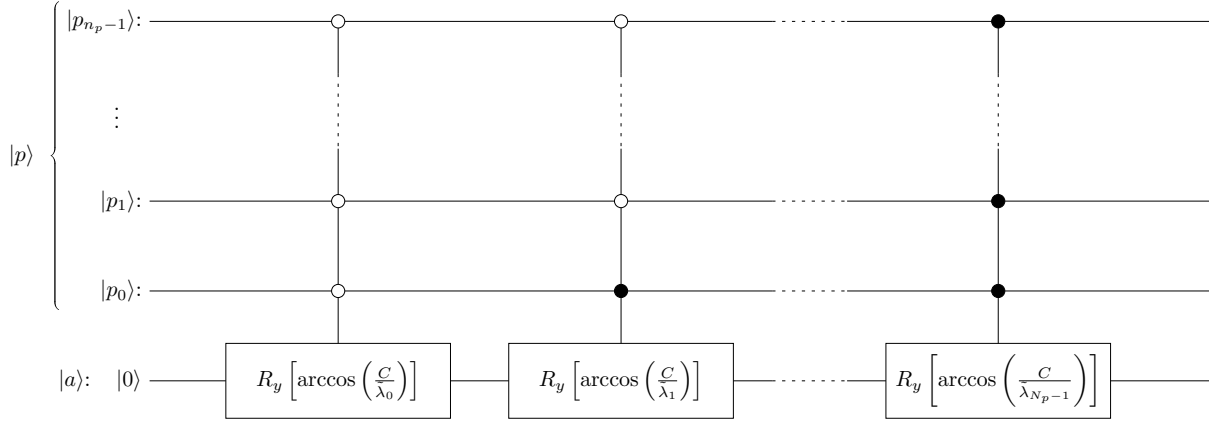 |p_{n_p−1}⟩:
⋮
|p⟩
|p_1⟩:
|p_0⟩:
|a⟩: |0⟩ R_y [arccos (C/λ̃_0)] R_y [arccos (C/λ̃_1)] R_y [arccos (C/λ̃_{N_p−1})]